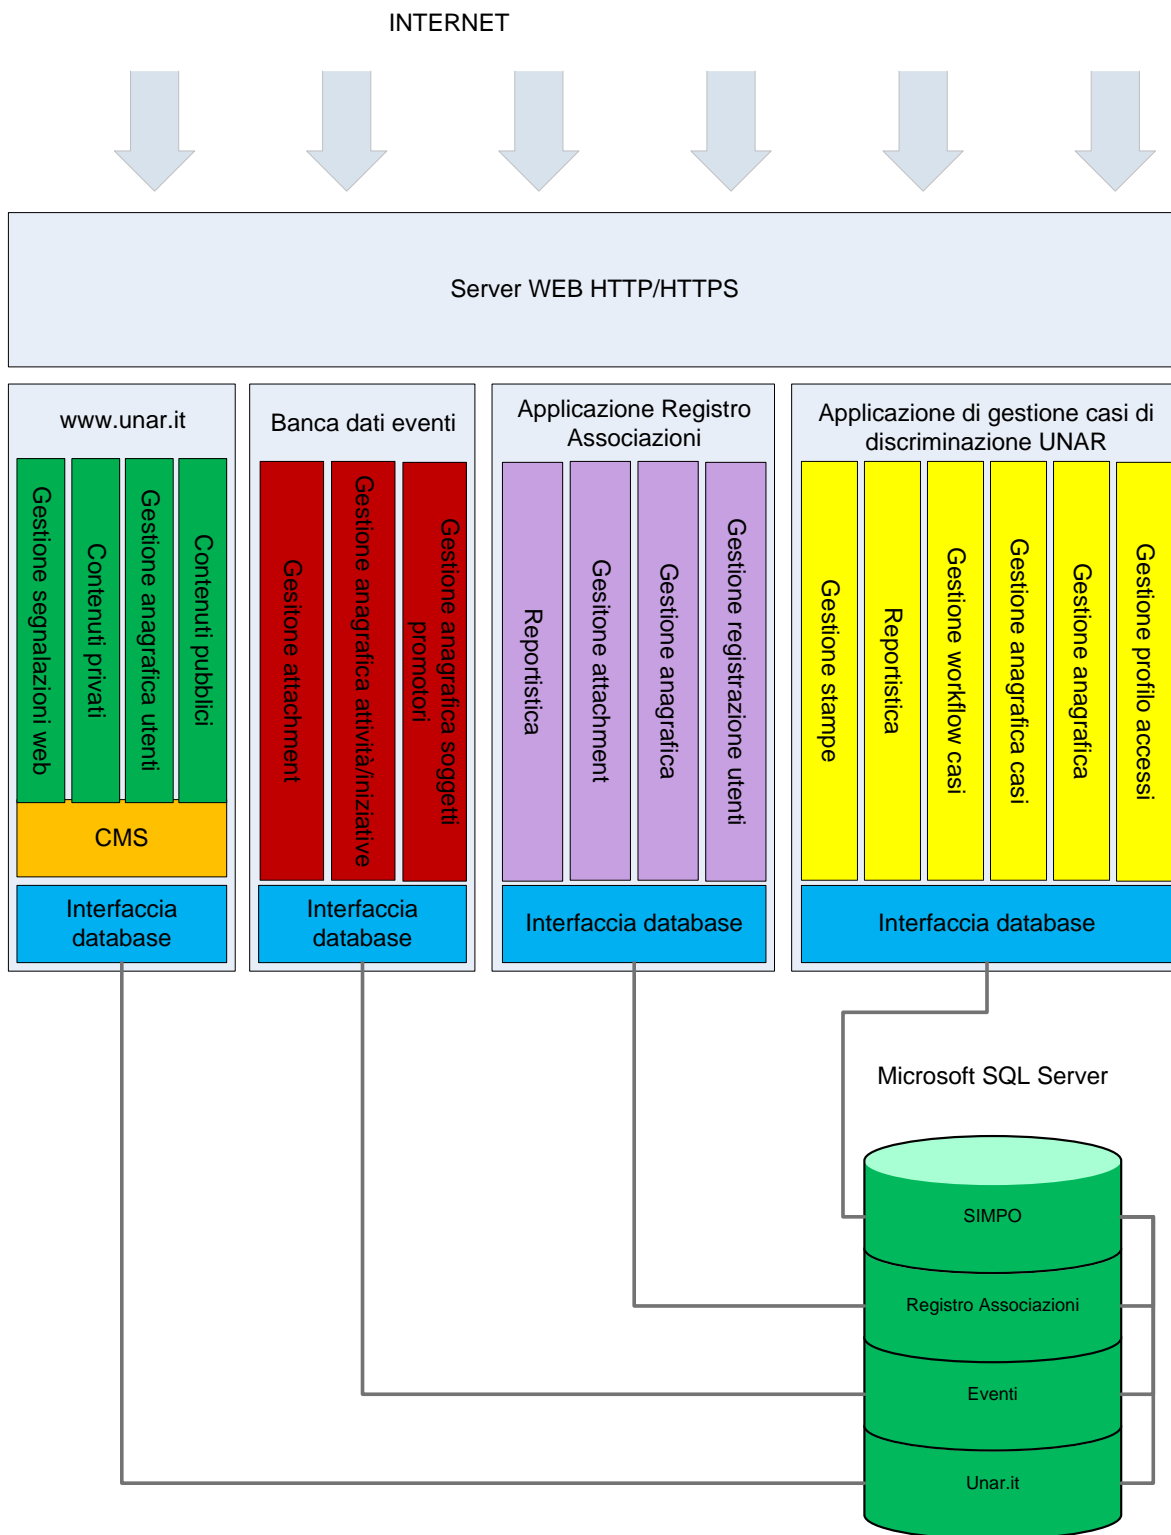 INTERNET
Server WEB HTTP/HTTPS
www.unar.it
Gestione segnalazioni web
Contenuti privati
Gestione anagrafica utenti
Contenuti pubblici
CMS
Interfaccia
database
Banca dati eventi
Gesitone attachment
Gestione anagrafica attività/iniziative
Gestione anagrafica soggetti
promotori
Interfaccia
database
Applicazione Registro
Associazioni
Reportistica
Gesitone attachment
Gestione anagrafica
Gestione registrazione utenti
Interfaccia database
Applicazione di gestione casi di
discriminazione UNAR
Gestione stampe
Reportistica
Gestione workflow casi
Gestione anagrafica casi
Gestione anagrafica
Gestione profilo accessi
Interfaccia database
Microsoft SQL Server
SIMPO
Registro Associazioni
Eventi
Unar.it